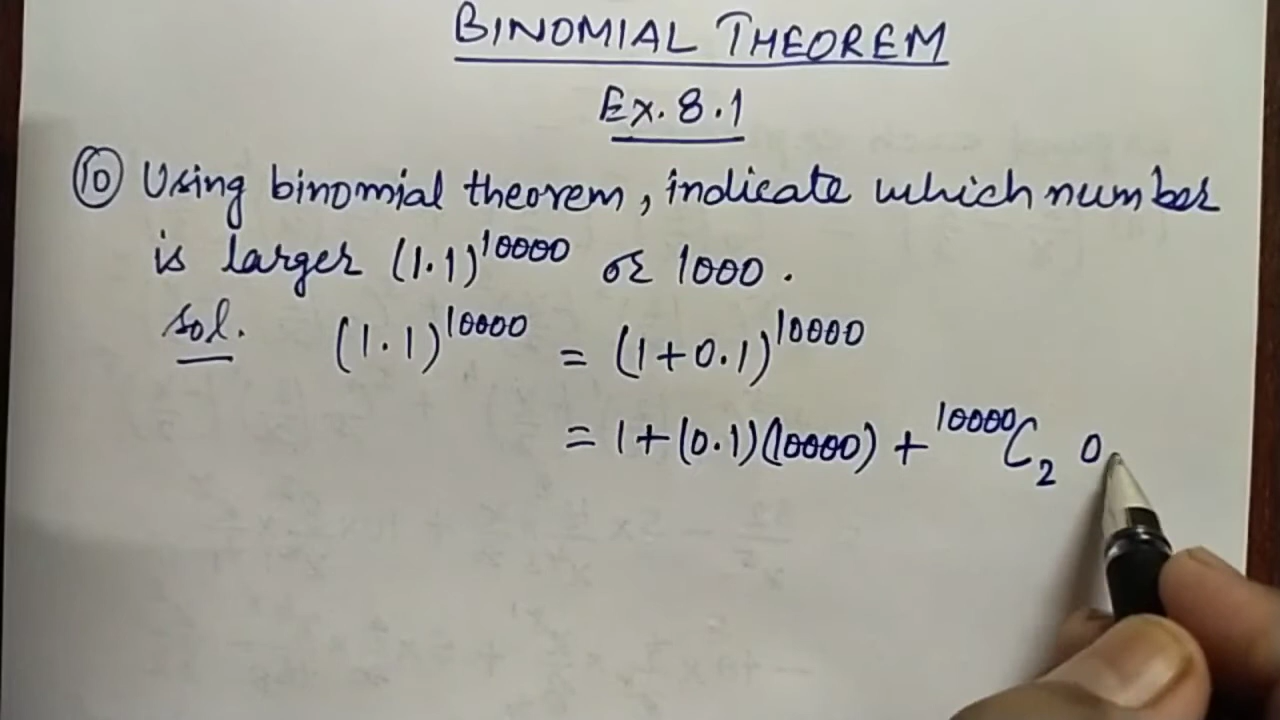 BINOMIAL THEOREM
Ex. 8.1
⑩ Using binomial theorem, indicate which number
is larger (1.1)^10000 or 1000.
Sol. (1.1)^10000 = (1+0.1)^10000
= 1+(0.1)(10000) + ^10000C₂ 0.